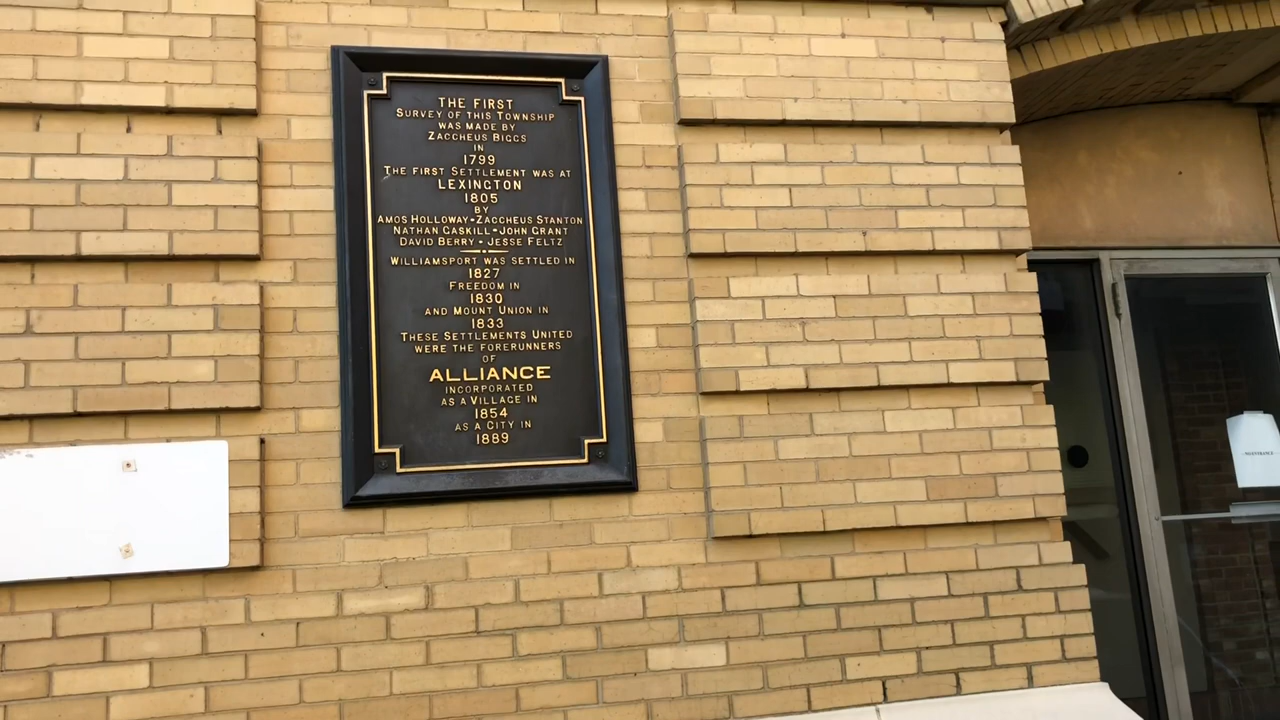 THE FIRST
SURVEY OF THIS TOWNSHIP
WAS MADE BY
ZACCHEUS BIGGS
IN
1799
THE FIRST SETTLEMENT WAS AT
LEXINGTON
1805
BY
AMOS HOLLOWAY-ZACCHEUS STANTON
NATHAN GASKILL-JOHN GRANT
DAVID BERRY - JESSE FELTZ
WILLIAMSPORT WAS SETTLED IN
1827
FREEDOM IN
1830
AND MOUNT UNION IN
1833
THESE SETTLEMENTS UNITED
WERE THE FORERUNNERS
OF
ALLIANCE
INCORPORATED
AS A VILLAGE IN
1854
AS A CITY IN
1889